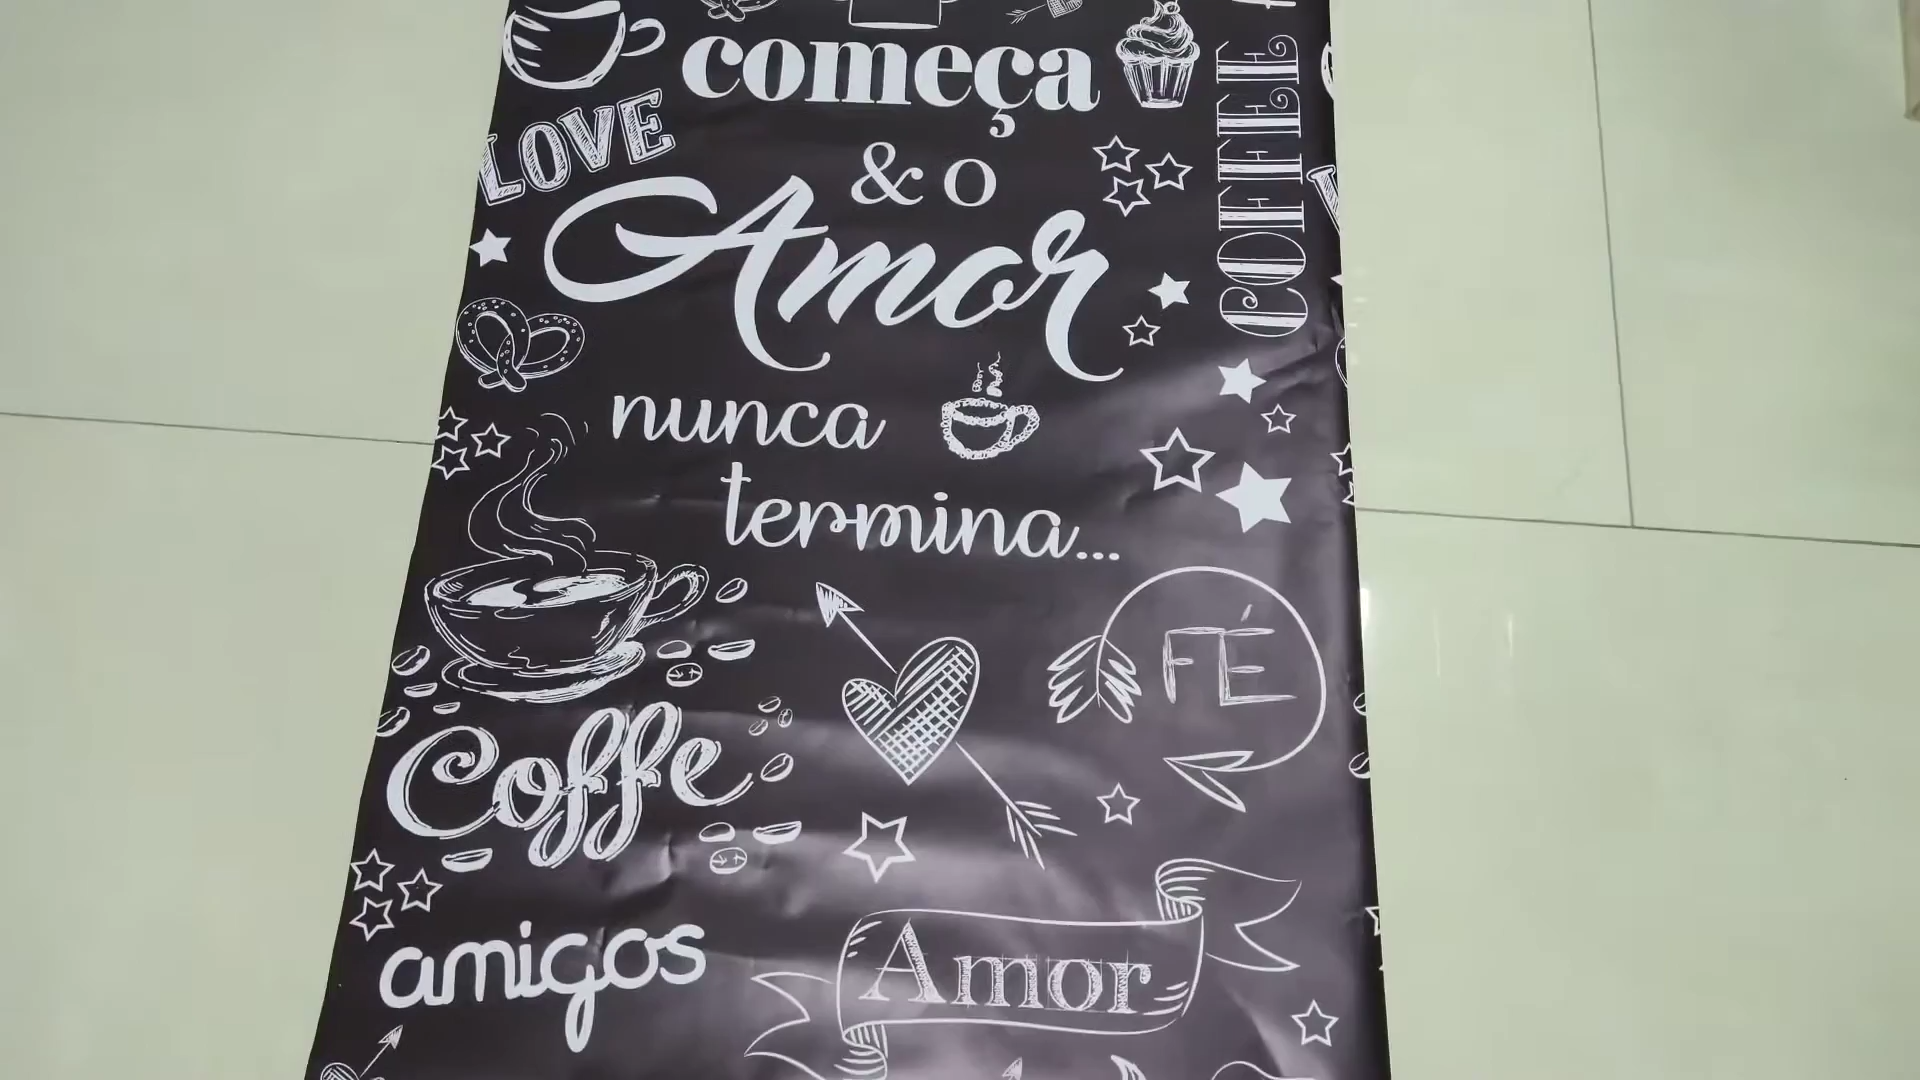 começa
LOVE
& O
Amor
COFFEE
nunca
termina...
FÉ
Coffe
amigos
Amor